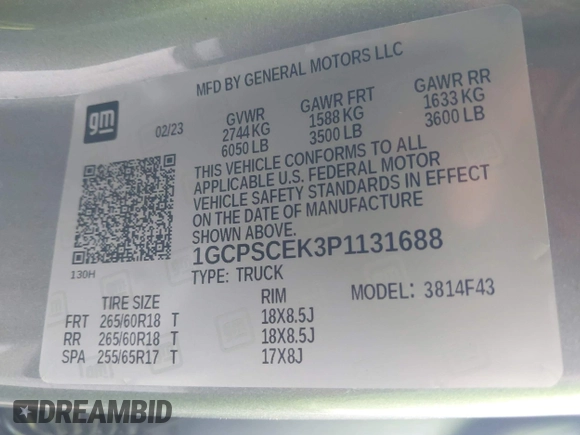 MFD BY GENERAL MOTORS LLC
gm
02/23
GVWR GAWR FRT GAWR RR
2744 KG 1588 KG 1633 KG
6050 LB 3500 LB 3600 LB
THIS VEHICLE CONFORMS TO ALL
APPLICABLE U.S. FEDERAL MOTOR
VEHICLE SAFETY STANDARDS IN EFFECT
ON THE DATE OF MANUFACTURE
SHOWN ABOVE.
130H
1GCPSCEK3P1131688
TYPE: TRUCK
MODEL: 3814F43
TIRE SIZE RIM
FRT 265/60R18 T 18X8.5J
RR 265/60R18 T 18X8.5J
SPA 255/65R17 T 17X8J
DREAMBID